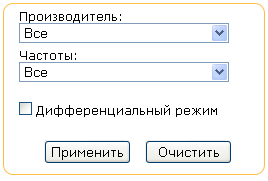 Производитель:
Все
Частоты:
Все
Дифференциальный режим
Применить Очистить